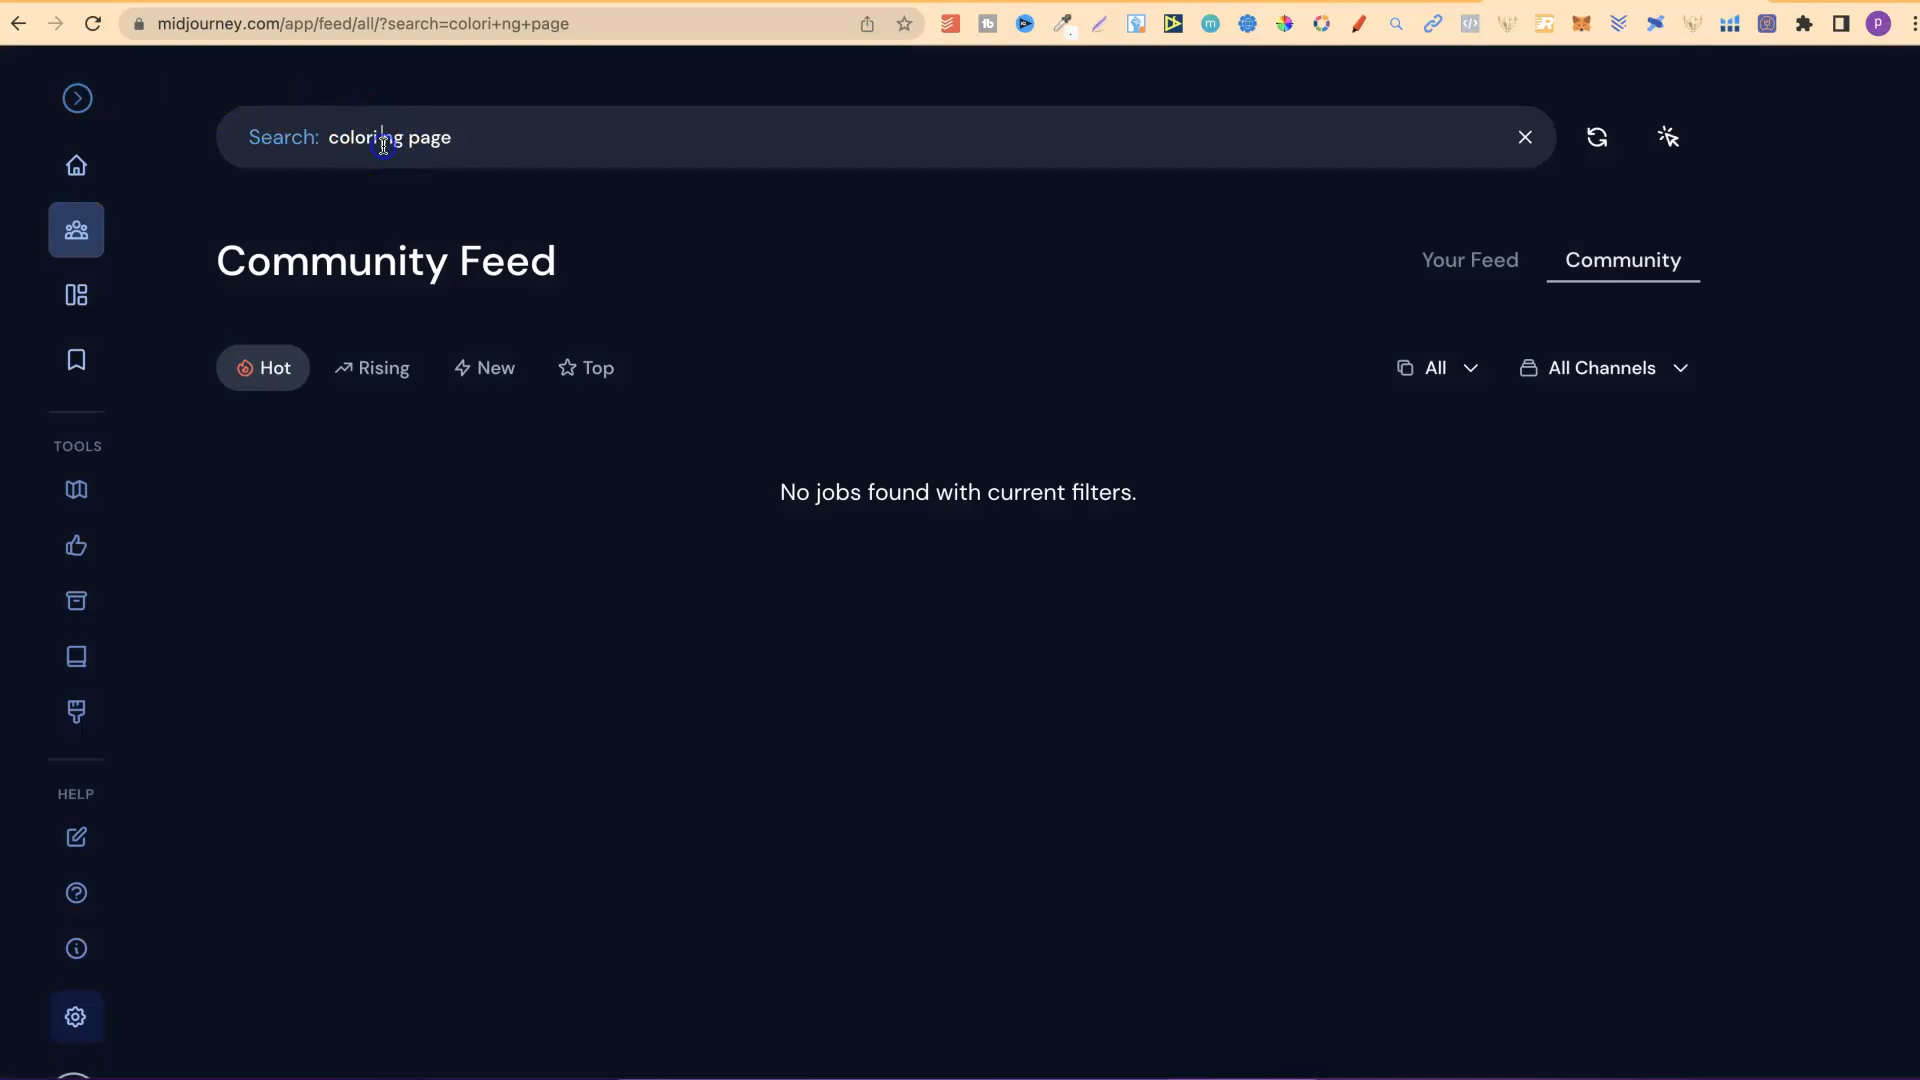 midjourney.com/app/feed/all/?search=colori+ng+page
Search: coloring page
Community Feed
Your Feed
Community
Hot
Rising
New
Top
All
All Channels
No jobs found with current filters.
TOOLS
HELP